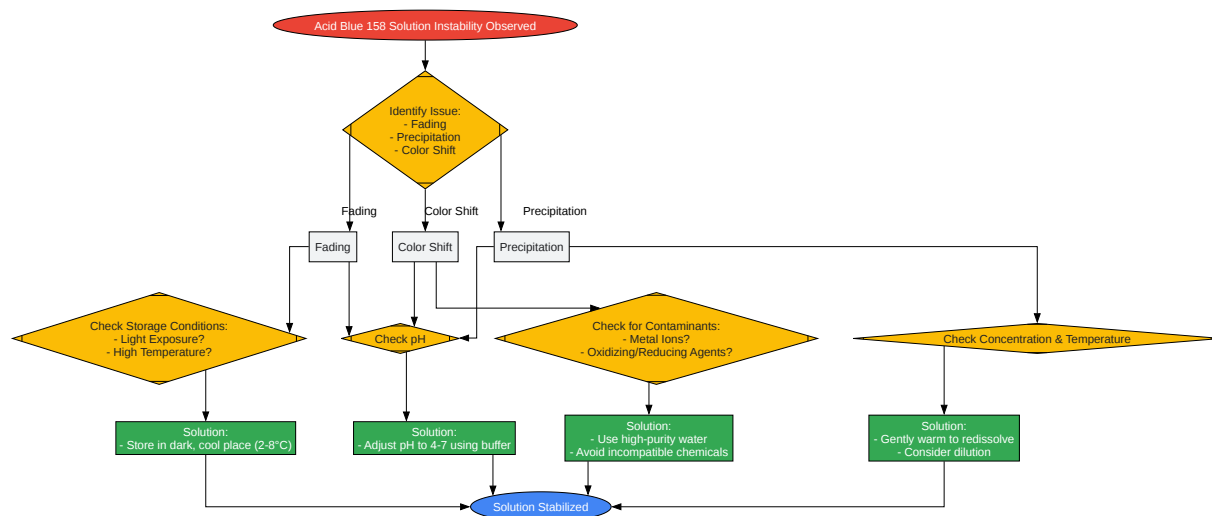 Acid Blue 158 Solution Instability Observed
Identify Issue:
- Fading
- Precipitation
- Color Shift
Fading
Color Shift
Precipitation
Fading
Color Shift
Precipitation
Check Storage Conditions:
- Light Exposure?
- High Temperature?
Check pH
Check for Contaminants:
- Metal Ions?
- Oxidizing/Reducing Agents?
Check Concentration & Temperature
Solution:
- Store in dark, cool place (2-8°C)
Solution:
- Adjust pH to 4-7 using buffer
Solution:
- Use high-purity water
- Avoid incompatible chemicals
Solution:
- Gently warm to redissolve
- Consider dilution
Solution Stabilized